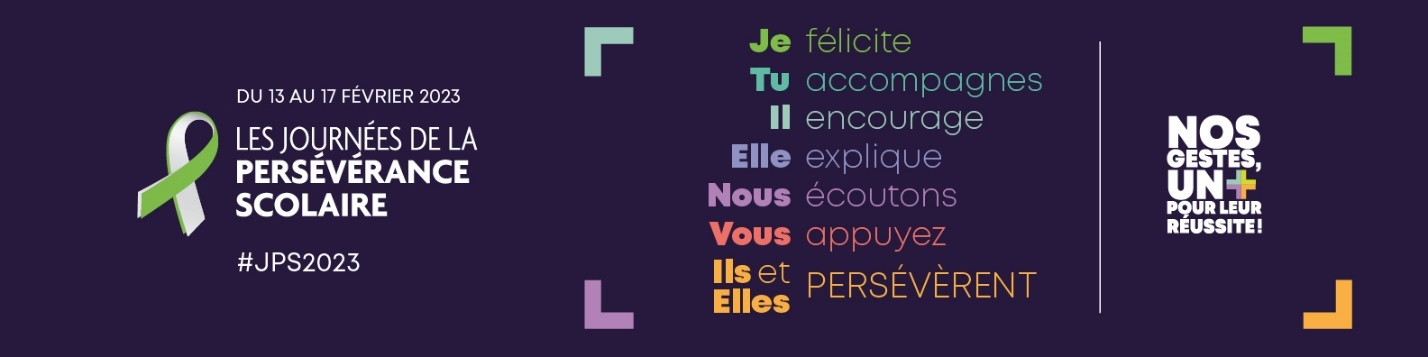 DU 13 AU 17 FÉVRIER 2023
LES JOURNÉES DE LA
PERSÉVÉRANCE
SCOLAIRE
#JPS2023
Je félicite
Tu accompagnes
Il encourage
Elle explique
Nous écoutons
Vous appuyez
Ils et
Elles PERSÉVÈRENT
NOS
GESTES,
UN+
POUR LEUR
RÉUSSITE!